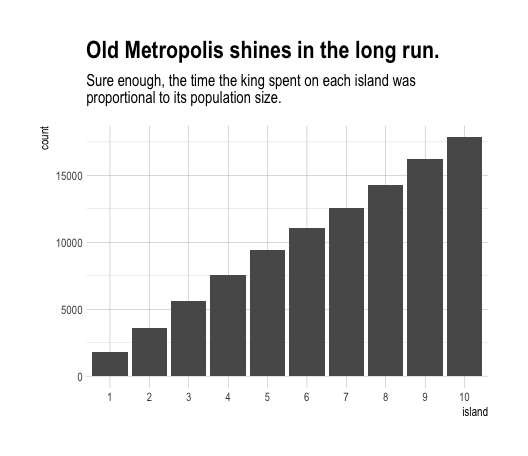 Old Metropolis shines in the long run.
Sure enough, the time the king spent on each island was
proportional to its population size.
count
15000
10000
5000
0
1 2 3 4 5 6 7 8 9 10
island